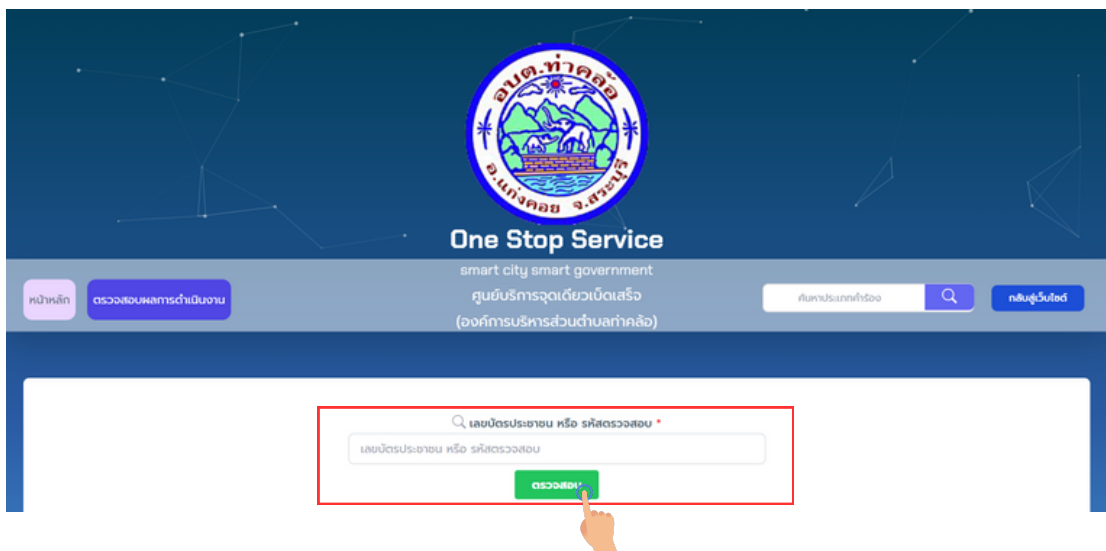 อบต.ท่าคล้อ
อ.แก่งคอย จ.สระบุรี
One Stop Service
smart city smart government
ศูนย์บริการจุดเดียวเบ็ดเสร็จ
(องค์การบริหารส่วนตำบลท่าคล้อ)
หน้าหลัก
ตรวจสอบผลการดำเนินงาน
ค้นหาประเภทคำร้อง
กลับสู่เว็บไซต์
เลขบัตรประชาชน หรือ รหัสตรวจสอบ *
เลขบัตรประชาชน หรือ รหัสตรวจสอบ
ตรวจสอบ